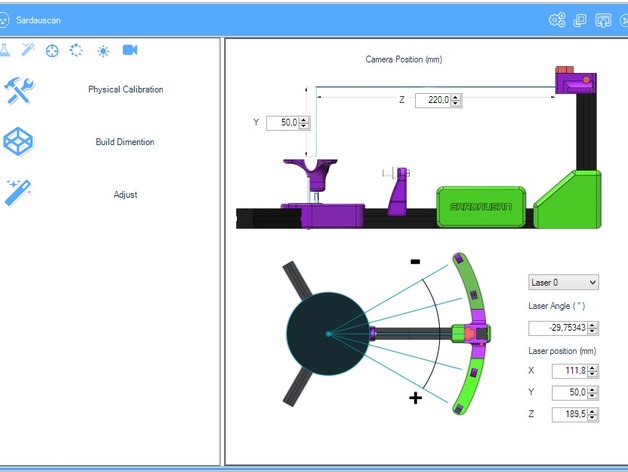 Sardauscan
Camera Position (mm)
Physical Calibration
Z 220,0
Y 50,0
Build Dimention
Adjust
SARDAUSCAN
-
+
Laser 0
Laser Angle ( ° )
-29,75343
Laser position (mm)
X 111,8
Y 50,0
Z 189,5